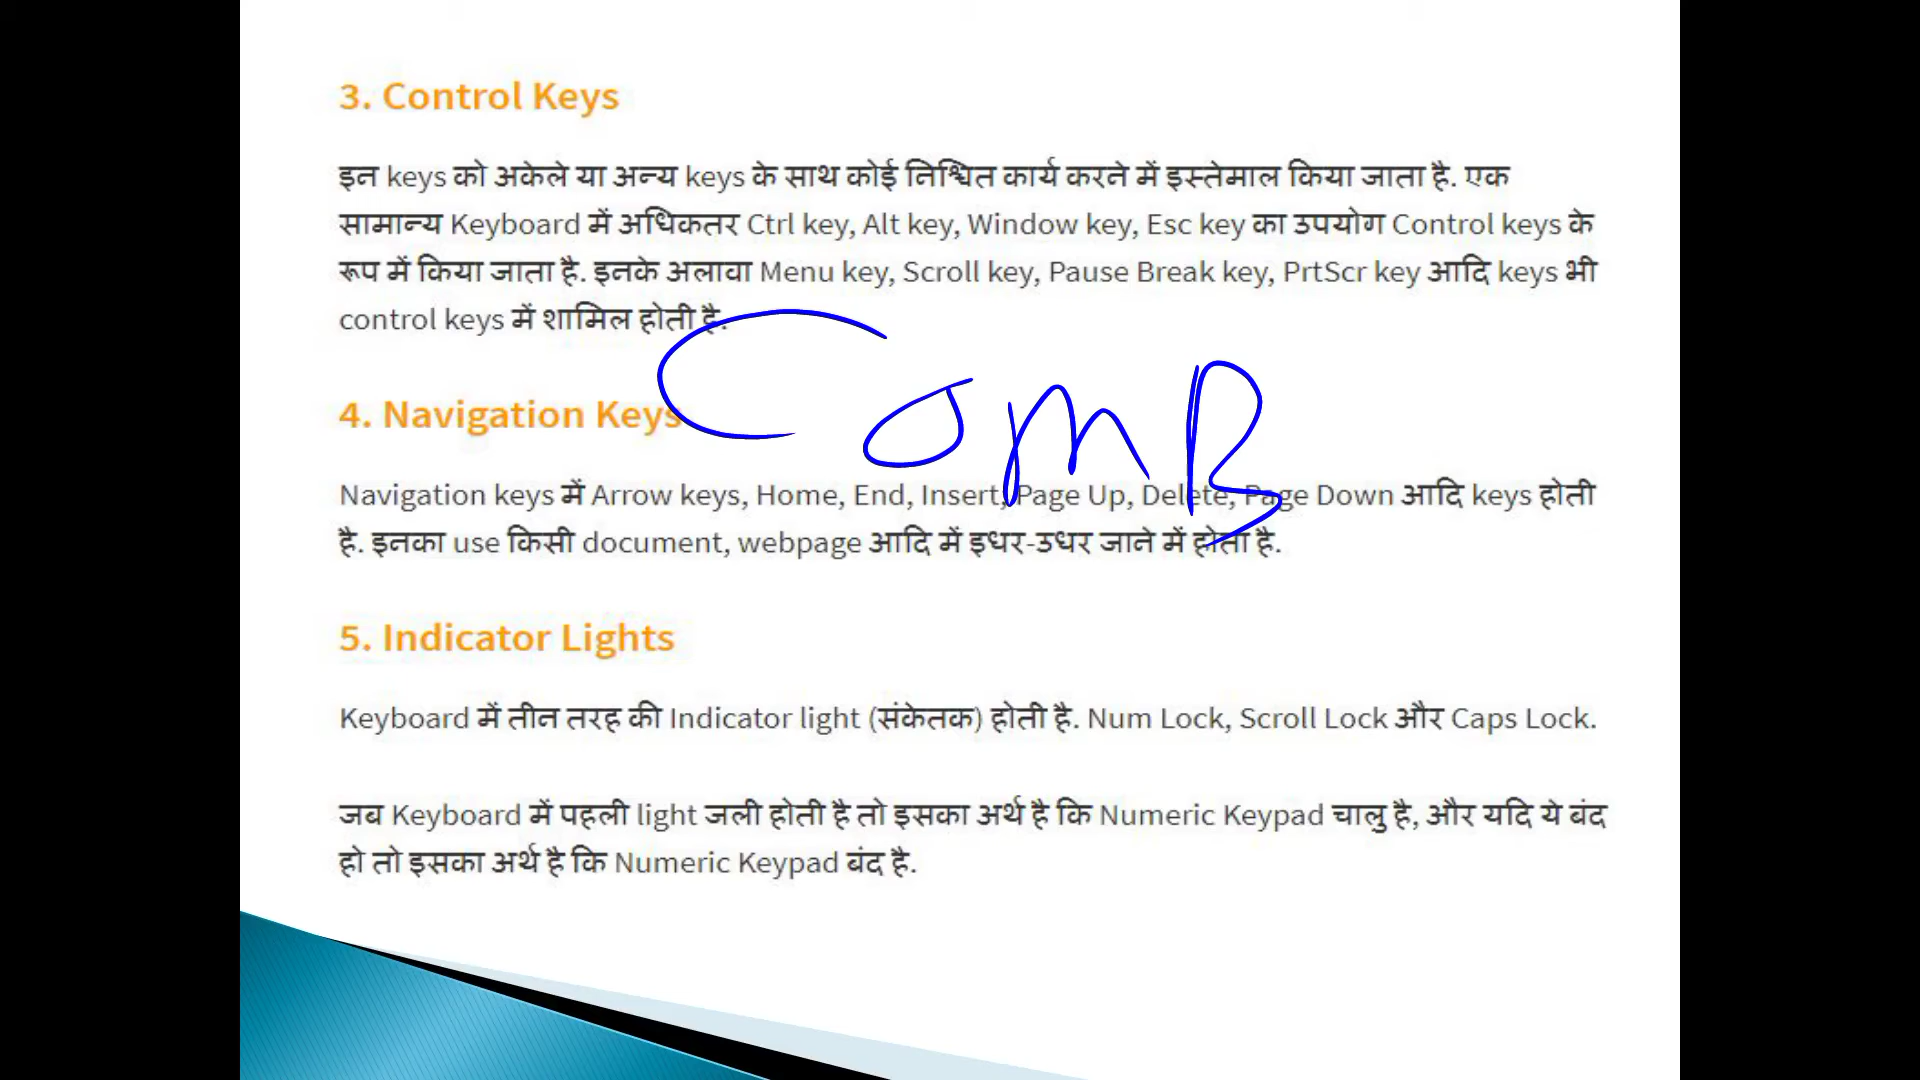 3. Control Keys
इन keys को अकेले या अन्य keys के साथ कोई निश्चित कार्य करने में इस्तेमाल किया जाता है. एक
सामान्य Keyboard में अधिकतर Ctrl key, Alt key, Window key, Esc key का उपयोग Control keys के
रूप में किया जाता है. इनके अलावा Menu key, Scroll key, Pause Break key, PrtScr key आदि keys भी
control keys में शामिल होती है.
ComB
4. Navigation Keys
Navigation keys में Arrow keys, Home, End, Insert, Page Up, Delete, Page Down आदि keys होती
है. इनका use किसी document, webpage आदि में इधर-उधर जाने में होता है.
5. Indicator Lights
Keyboard में तीन तरह की Indicator light (संकेतक) होती है. Num Lock, Scroll Lock और Caps Lock.
जब Keyboard में पहली light जली होती है तो इसका अर्थ है कि Numeric Keypad चालु है, और यदि ये बंद
हो तो इसका अर्थ है कि Numeric Keypad बंद है.